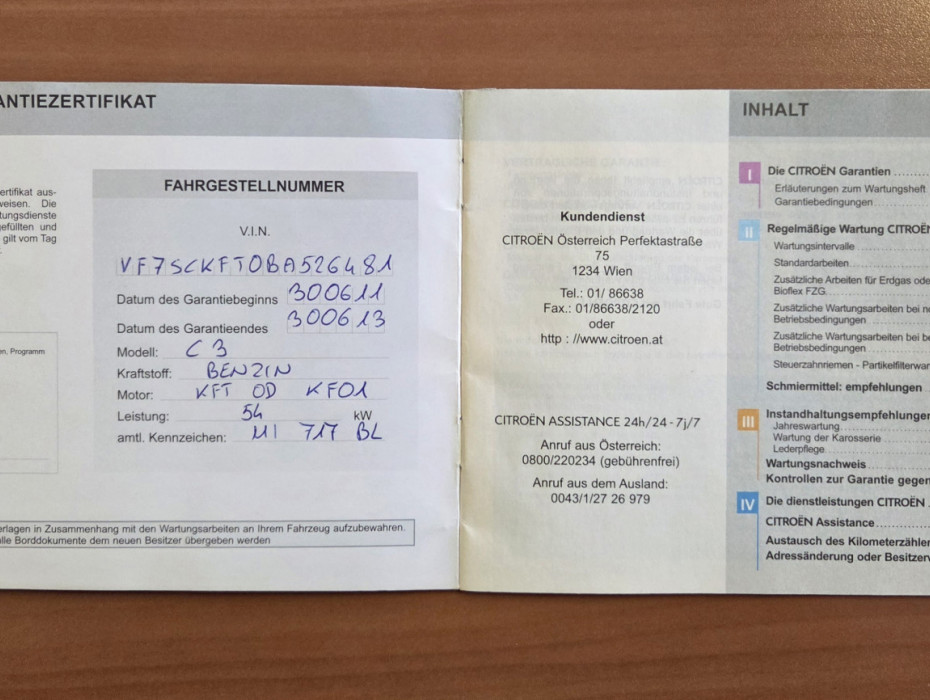 ANTIEZERTIFIKAT
ertifikat aus-
weisen. Die
tungsdienste
efüllten und
gilt vom Tag
en, Programm
FAHRGESTELLNUMMER
V.I.N.
VF7SCKFT0BA526481
Datum des Garantiebeginns 300611
Datum des Garantieendes 300613
Modell: C3
Kraftstoff: BENZIN
Motor: KFT OD KF01
Leistung: 54 kW
amtl. Kennzeichen: MI 717 BL
erlagen in Zusammenhang mit den Wartungsarbeiten an Ihrem Fahrzeug aufzubewahren.
alle Borddokumente dem neuen Besitzer übergeben werden
Kundendienst
CITROËN Österreich Perfektastraße
75
1234 Wien
Tel.: 01/ 86638
Fax.: 01/86638/2120
oder
http : //www.citroen.at
CITROËN ASSISTANCE 24h/24 - 7j/7
Anruf aus Österreich:
0800/220234 (gebührenfrei)
Anruf aus dem Ausland:
0043/1/27 26 979
INHALT
I Die CITROËN Garantien
Erläuterungen zum Wartungsheft
Garantiebedingungen
II Regelmäßige Wartung CITROËN
Wartungsintervalle
Standardarbeiten
Zusätzliche Arbeiten für Erdgas ode
Bioflex FZG
Zusätzliche Wartungsarbeiten bei no
Betriebsbedingungen
Zusätzliche Wartungsarbeiten bei be
Betriebsbedingungen
Steuerzahnriemen - Partikelfilterwar
Schmiermittel: empfehlungen
III Instandhaltungsempfehlungen
Jahreswartung
Wartung der Karosserie
Lederpflege
Wartungsnachweis
Kontrollen zur Garantie gegen
IV Die dienstleistungen CITROËN
CITROËN Assistance
Austausch des Kilometerzähler
Adressänderung oder Besitzerw